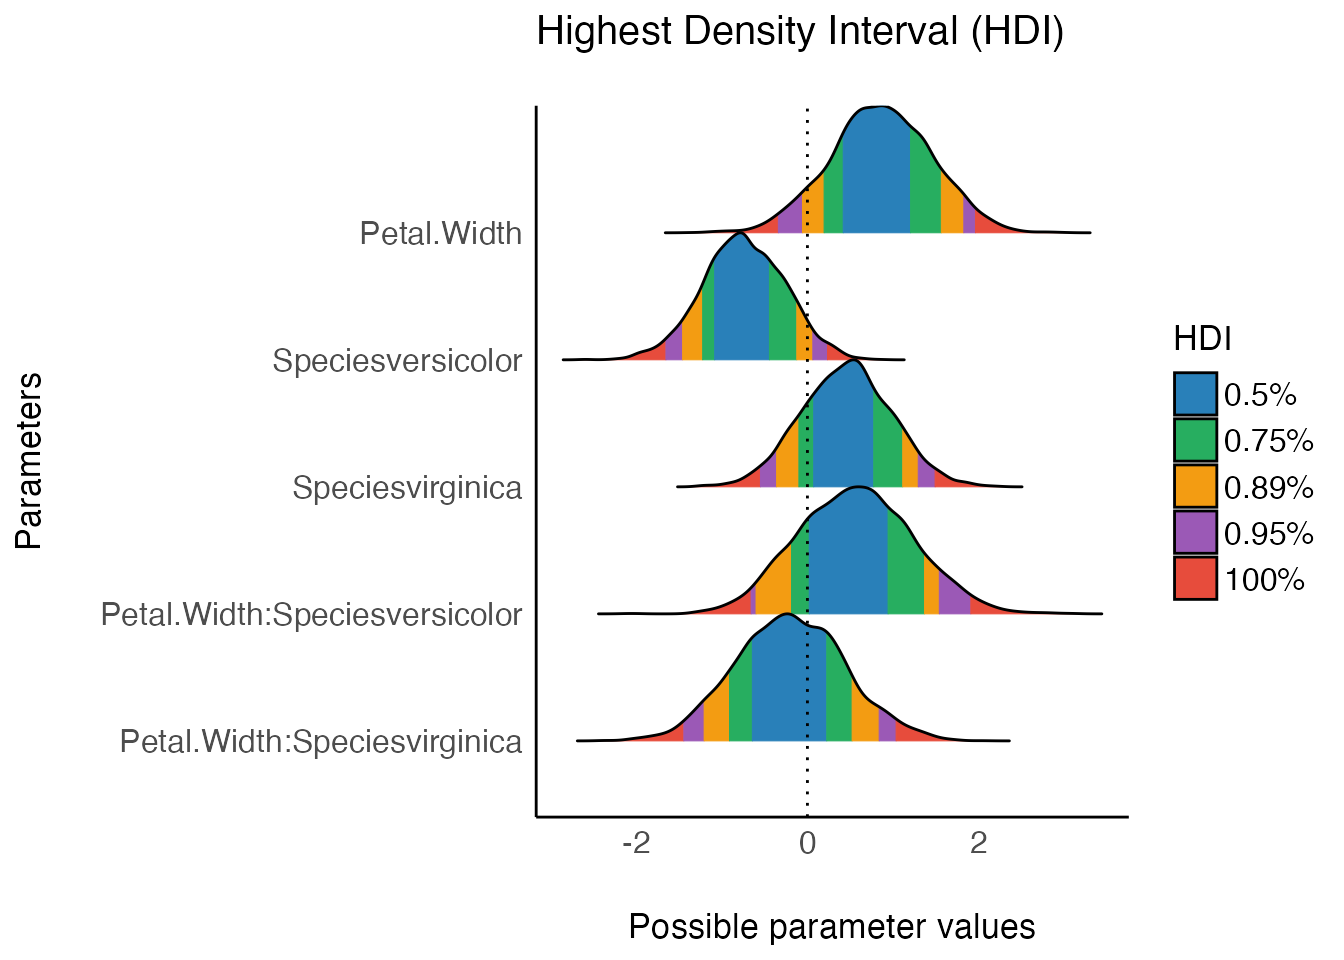 Highest Density Interval (HDI)
Parameters
Petal.Width
Speciesversicolor
Speciesvirginica
Petal.Width:Speciesversicolor
Petal.Width:Speciesvirginica
-2
0
2
Possible parameter values
HDI
0.5%
0.75%
0.89%
0.95%
100%